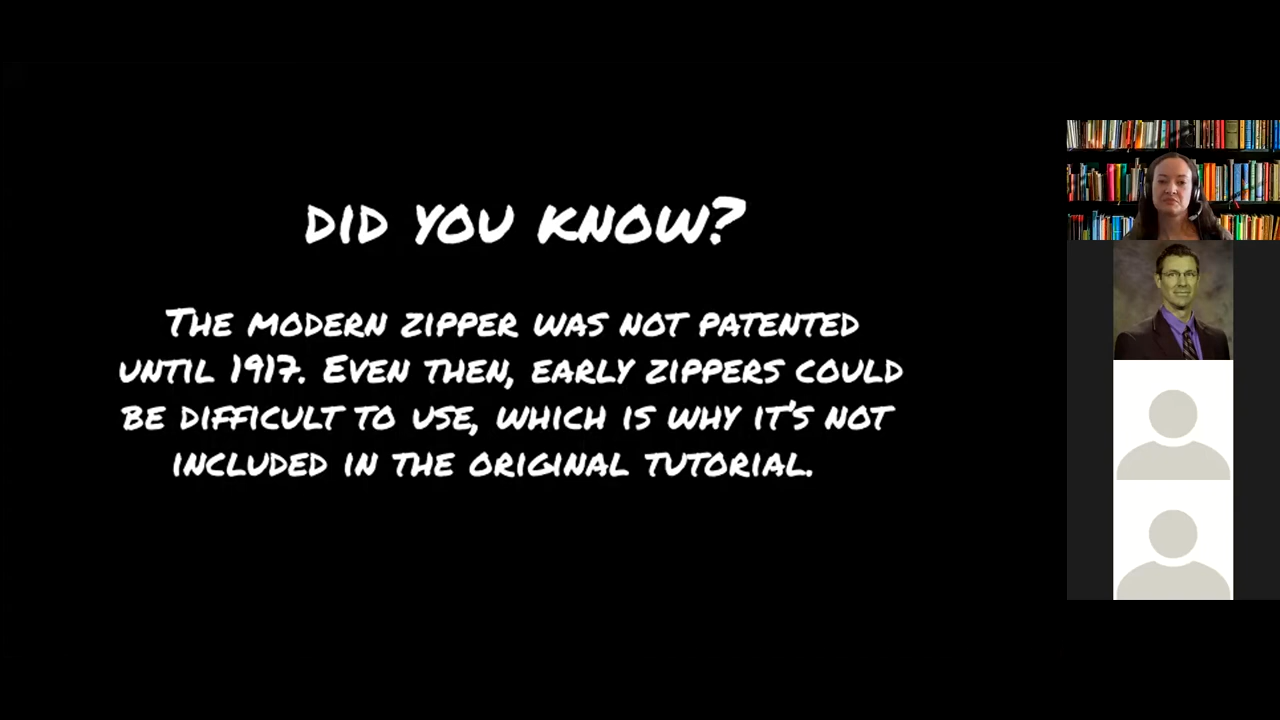 DID YOU KNOW?
THE MODERN ZIPPER WAS NOT PATENTED
UNTIL 1917. EVEN THEN, EARLY ZIPPERS COULD
BE DIFFICULT TO USE, WHICH IS WHY IT'S NOT
INCLUDED IN THE ORIGINAL TUTORIAL.